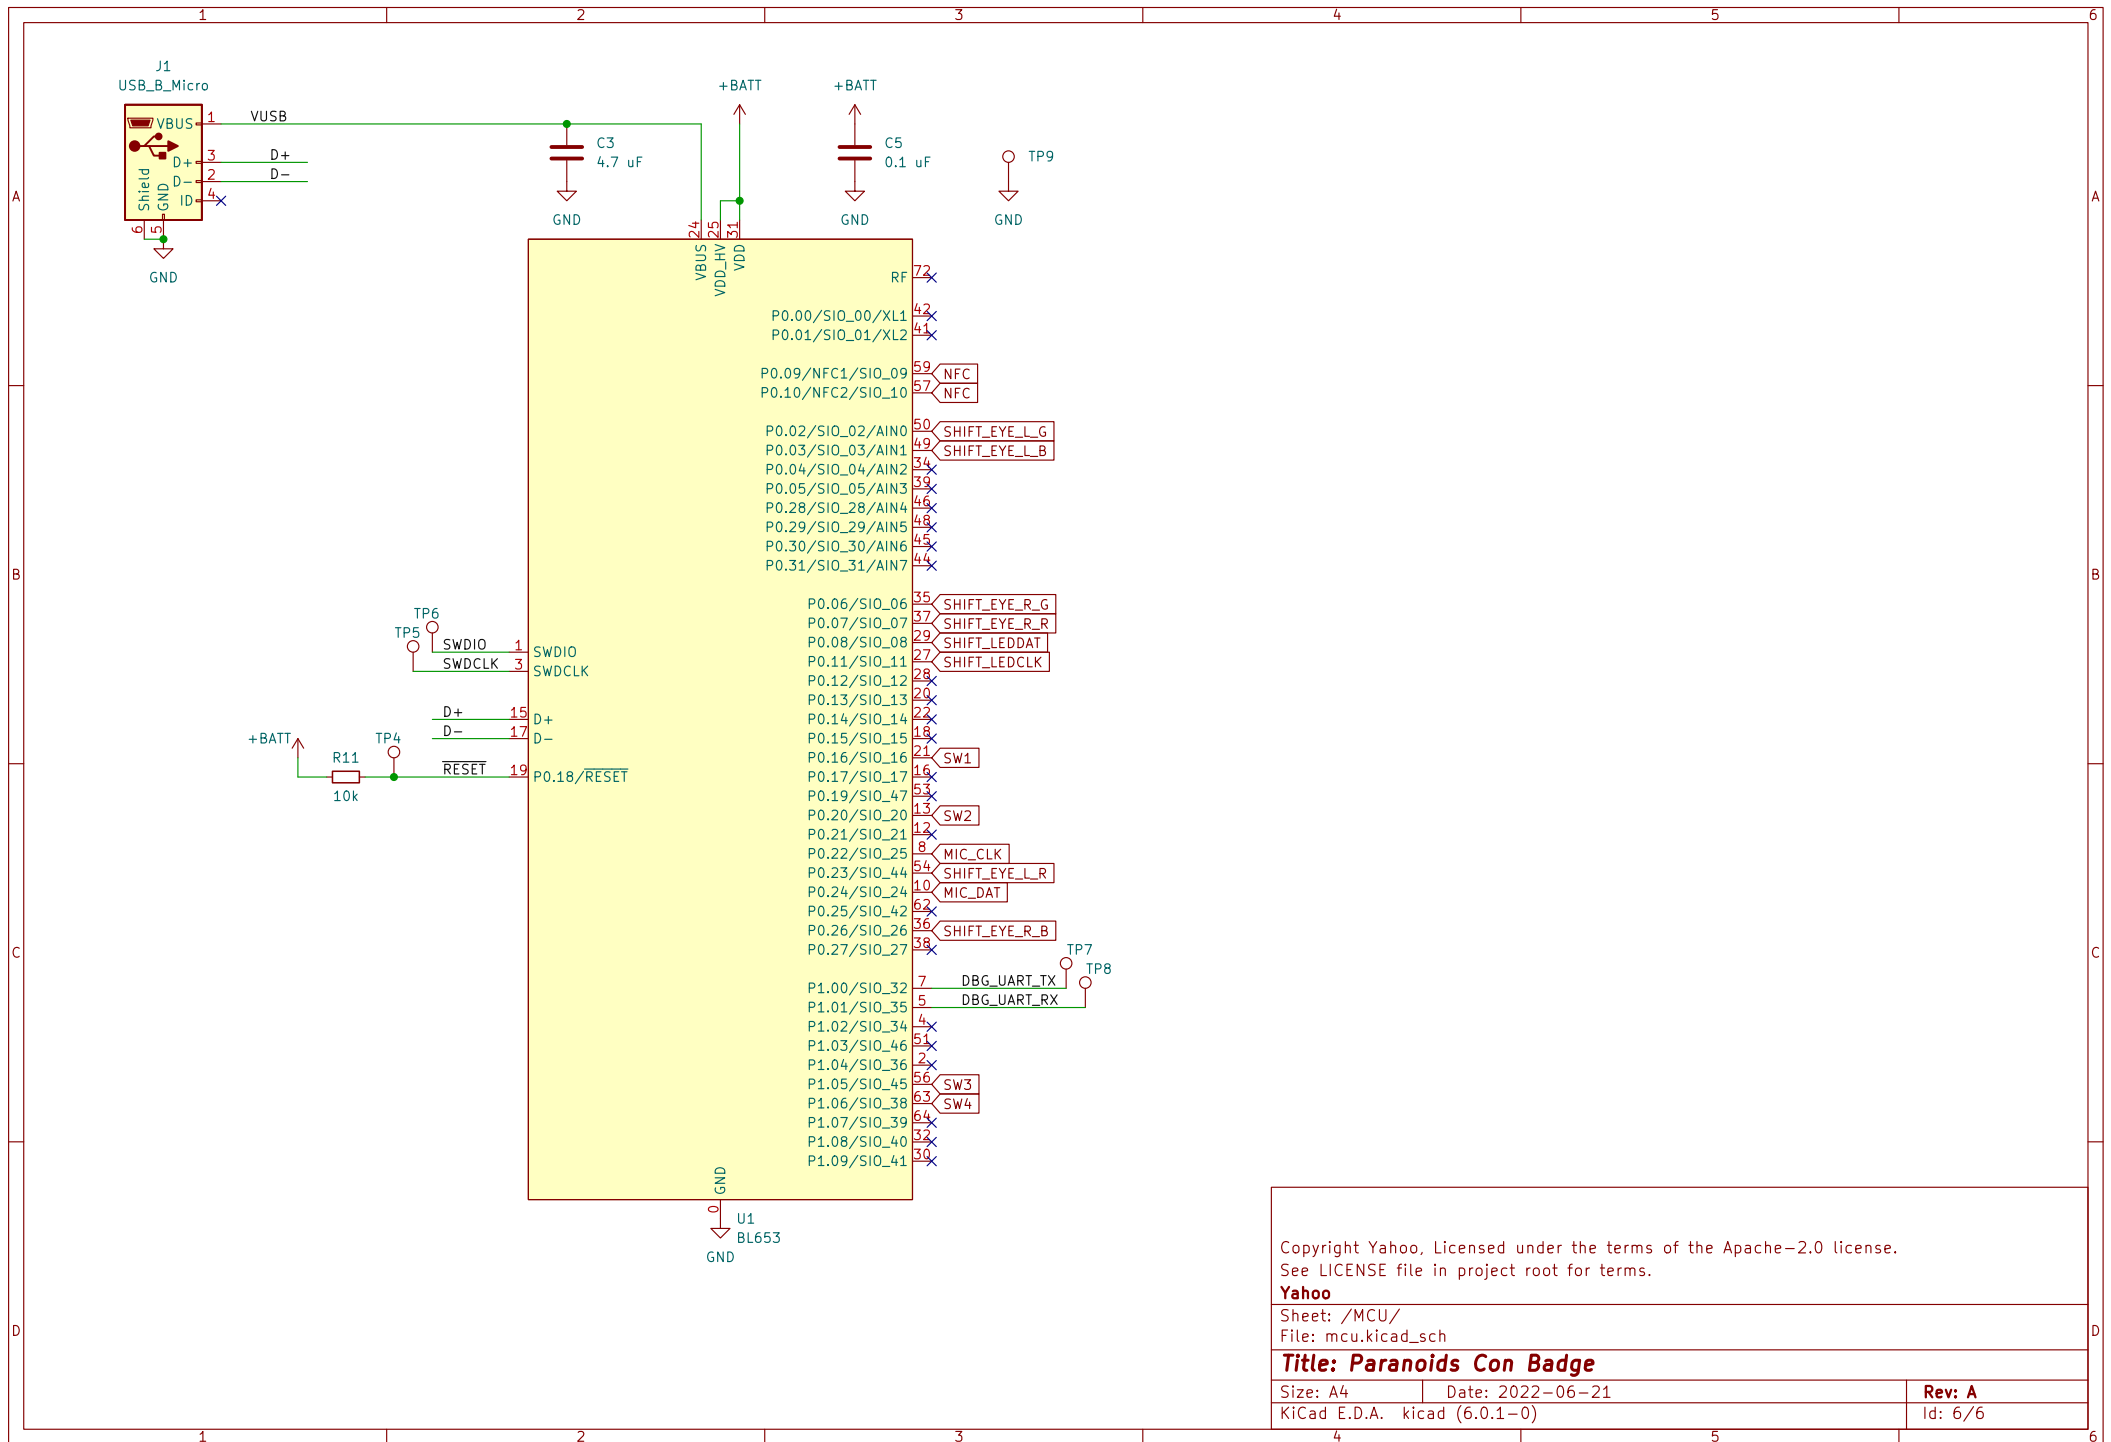 1 2 3 4 5 6
J1
USB_B_Micro
VBUS 1 VUSB
D+ 3 D+
D- 2 D-
ID 4
Shield 6
GND 5
GND
C3
4.7 uF
GND
+BATT
+BATT
C5
0.1 uF
GND
TP9
GND
A A
24 25 31
VBUS VDD_HV VDD
RF 72
P0.00/SIO_00/XL1 42
P0.01/SIO_01/XL2 41
P0.09/NFC1/SIO_09 59 NFC
P0.10/NFC2/SIO_10 57 NFC
P0.02/SIO_02/AIN0 50 SHIFT_EYE_L_G
P0.03/SIO_03/AIN1 49 SHIFT_EYE_L_B
P0.04/SIO_04/AIN2 34
P0.05/SIO_05/AIN3 39
P0.28/SIO_28/AIN4 46
P0.29/SIO_29/AIN5 48
P0.30/SIO_30/AIN6 45
P0.31/SIO_31/AIN7 44
B B
P0.06/SIO_06 35 SHIFT_EYE_R_G
P0.07/SIO_07 37 SHIFT_EYE_R_R
P0.08/SIO_08 29 SHIFT_LEDDAT
P0.11/SIO_11 27 SHIFT_LEDCLK
P0.12/SIO_12 28
P0.13/SIO_13 20
P0.14/SIO_14 22
P0.15/SIO_15 18
P0.16/SIO_16 21 SW1
P0.17/SIO_17 16
P0.19/SIO_47 53
P0.20/SIO_20 13 SW2
P0.21/SIO_21 12
P0.22/SIO_25 8 MIC_CLK
P0.23/SIO_44 54 SHIFT_EYE_L_R
P0.24/SIO_24 10 MIC_DAT
P0.25/SIO_42 62
P0.26/SIO_26 36 SHIFT_EYE_R_B
P0.27/SIO_27 38
TP6
TP5
SWDIO 1 SWDIO
SWDCLK 3 SWDCLK
D+ 15 D+
D- 17 D-
+BATT
R11
10k
TP4
RESET 19 P0.18/RESET
C C
TP7
TP8
P1.00/SIO_32 7 DBG_UART_TX
P1.01/SIO_35 5 DBG_UART_RX
P1.02/SIO_34 4
P1.03/SIO_46 51
P1.04/SIO_36 2
P1.05/SIO_45 56 SW3
P1.06/SIO_38 63 SW4
P1.07/SIO_39 64
P1.08/SIO_40 32
P1.09/SIO_41 30
GND
0
U1
BL653
GND
D D
Copyright Yahoo, Licensed under the terms of the Apache-2.0 license.
See LICENSE file in project root for terms.
Yahoo
Sheet: /MCU/
File: mcu.kicad_sch
Title: Paranoids Con Badge
Size: A4 Date: 2022-06-21 Rev: A
KiCad E.D.A. kicad (6.0.1-0) Id: 6/6
1 2 3 4 5 6